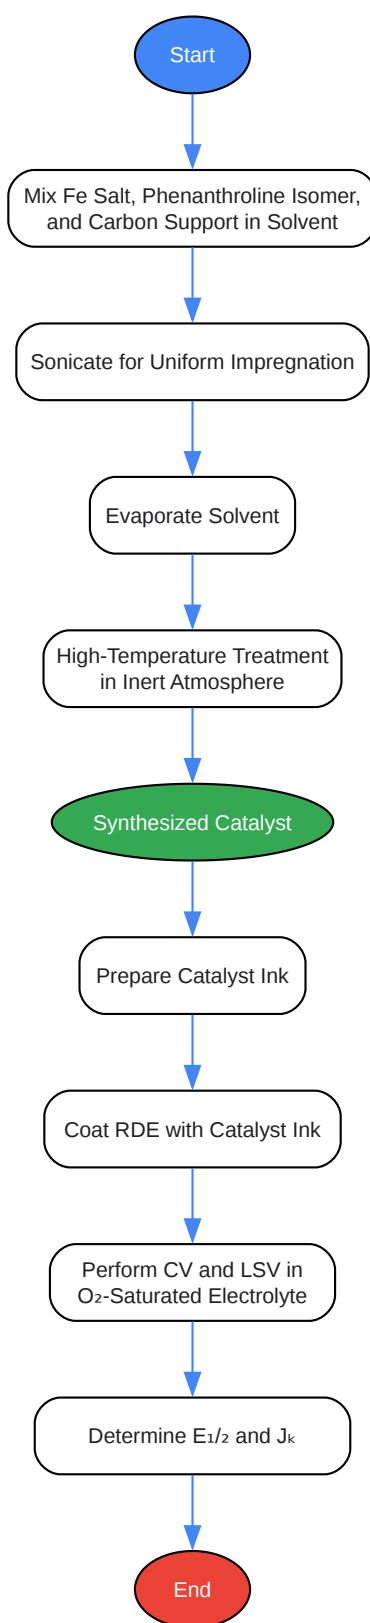 Start
Mix Fe Salt, Phenanthroline Isomer,
and Carbon Support in Solvent
Sonicate for Uniform Impregnation
Evaporate Solvent
High-Temperature Treatment
in Inert Atmosphere
Synthesized Catalyst
Prepare Catalyst Ink
Coat RDE with Catalyst Ink
Perform CV and LSV in
O₂-Saturated Electrolyte
Determine E₁/₂ and Jₖ
End